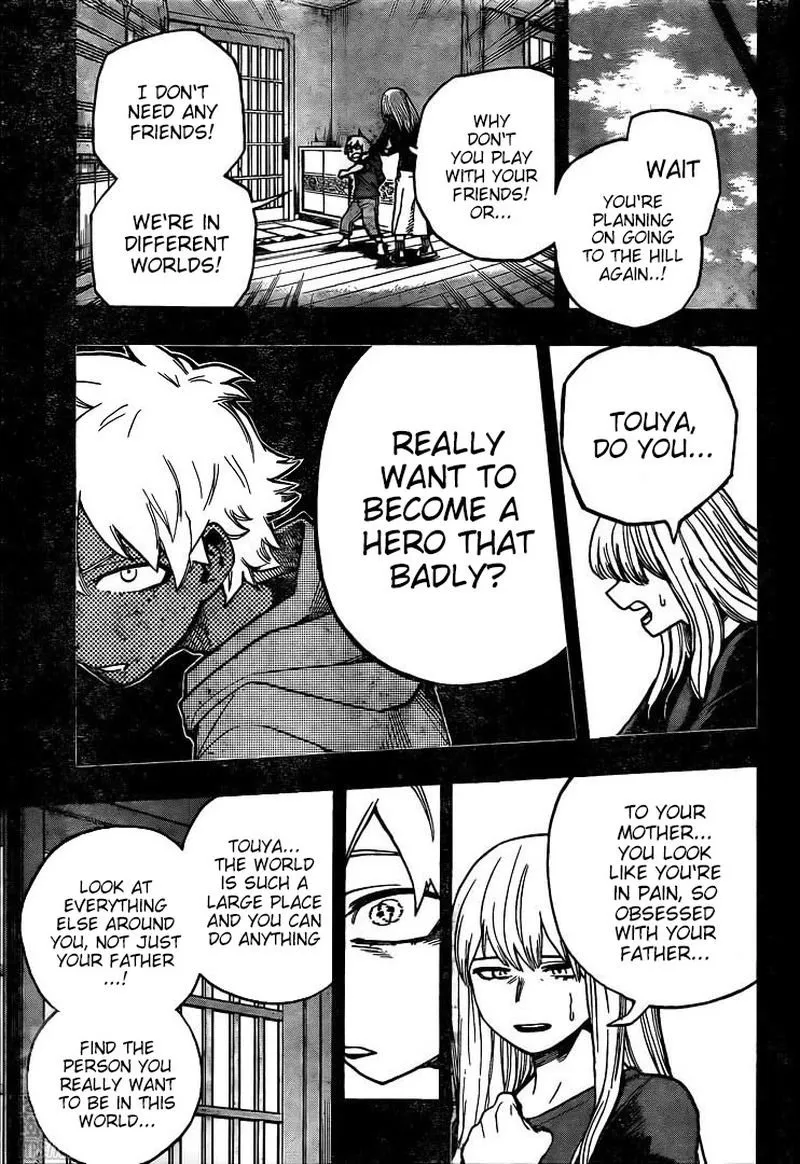 WAIT
YOU'RE
PLANNING
ON GOING
TO THE HILL
AGAIN..!
WHY
DON'T
YOU PLAY
WITH YOUR
FRIENDS!
OR...
I DON'T
NEED ANY
FRIENDS!
WE'RE IN
DIFFERENT
WORLDS!
TOUYA,
DO YOU...
REALLY
WANT TO
BECOME A
HERO THAT
BADLY?
TO YOUR
MOTHER...
YOU LOOK
LIKE YOU'RE
IN PAIN, SO
OBSESSED
WITH YOUR
FATHER...
TOUYA...
THE WORLD
IS SUCH A
LARGE PLACE
AND YOU CAN
DO ANYTHING
LOOK AT
EVERYTHING
ELSE AROUND
YOU, NOT JUST
YOUR FATHER
...!
FIND THE
PERSON YOU
REALLY WANT
TO BE IN THIS
WORLD...